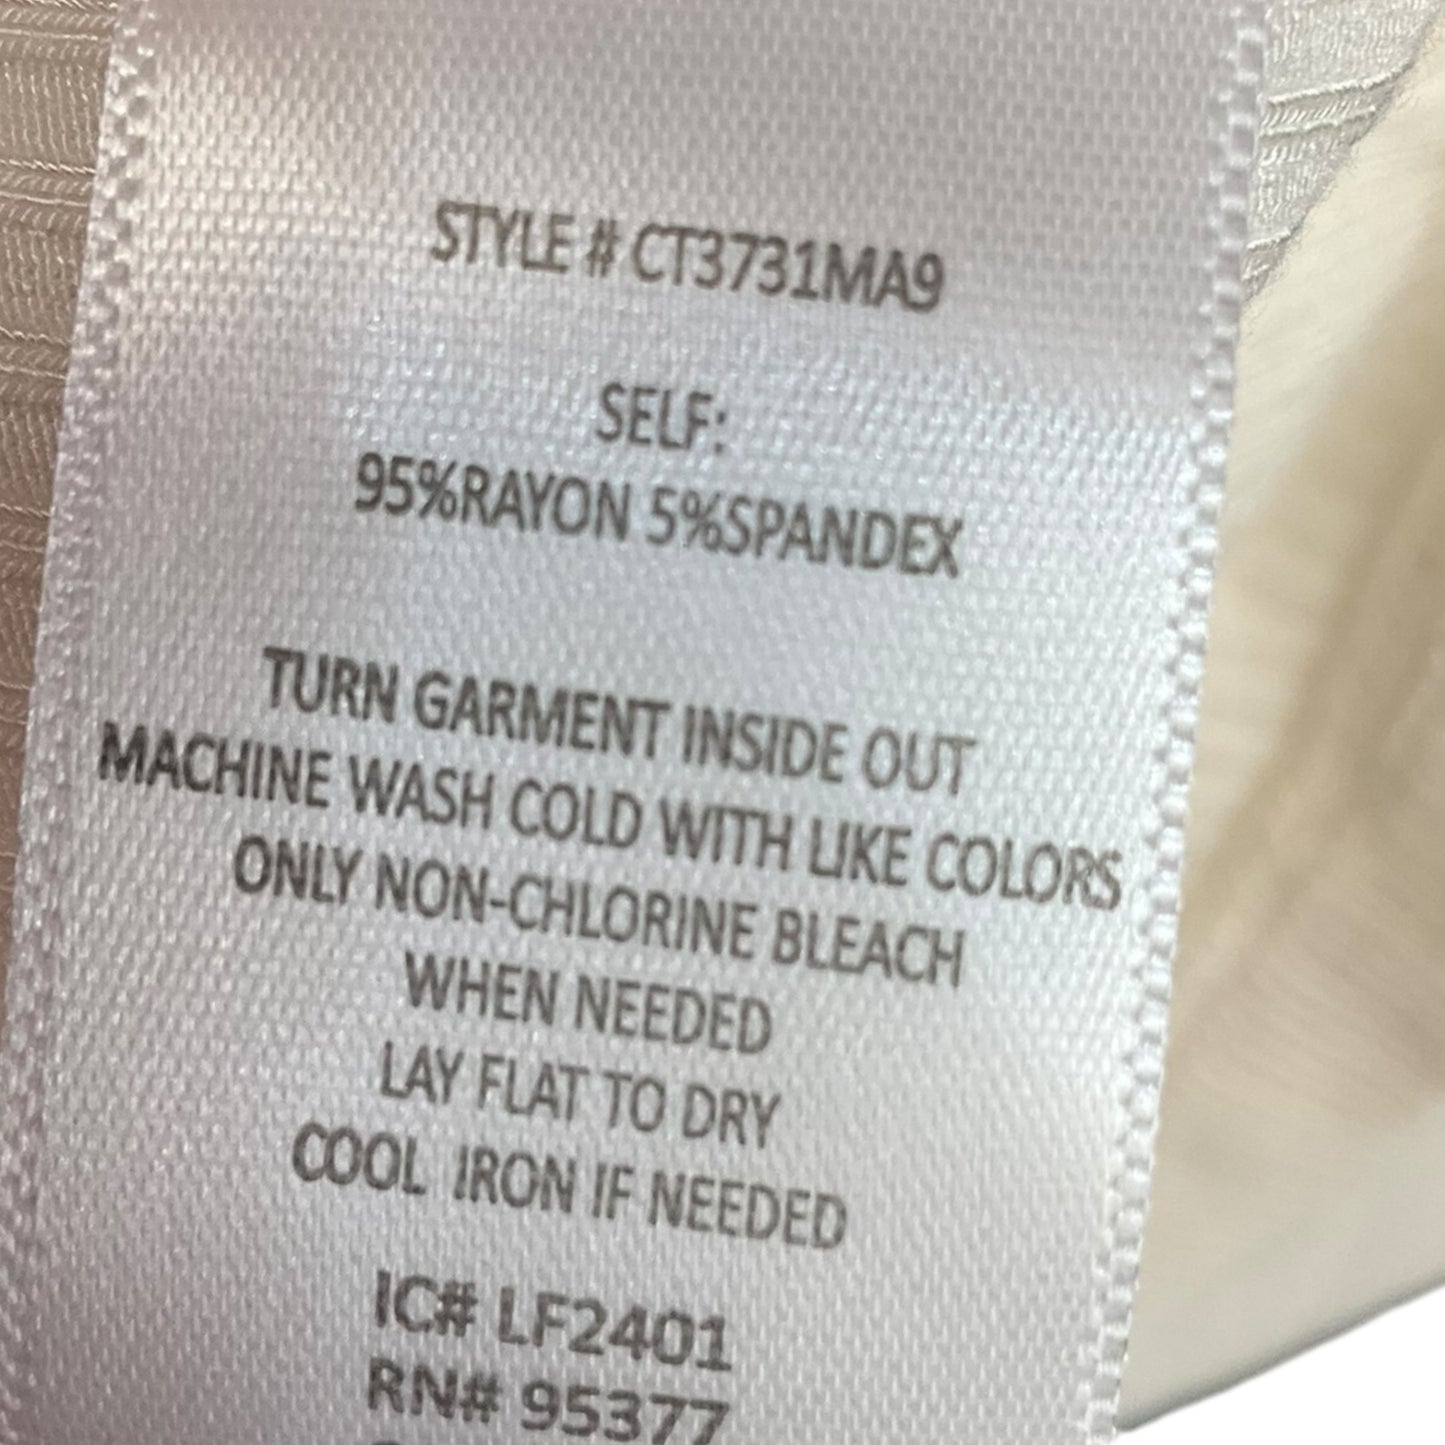 STYLE # CT3731MA9
SELF:
95%RAYON 5%SPANDEX
TURN GARMENT INSIDE OUT
MACHINE WASH COLD WITH LIKE COLORS
ONLY NON-CHLORINE BLEACH
WHEN NEEDED
LAY FLAT TO DRY
COOL IRON IF NEEDED
IC# LF2401
RN# 95377